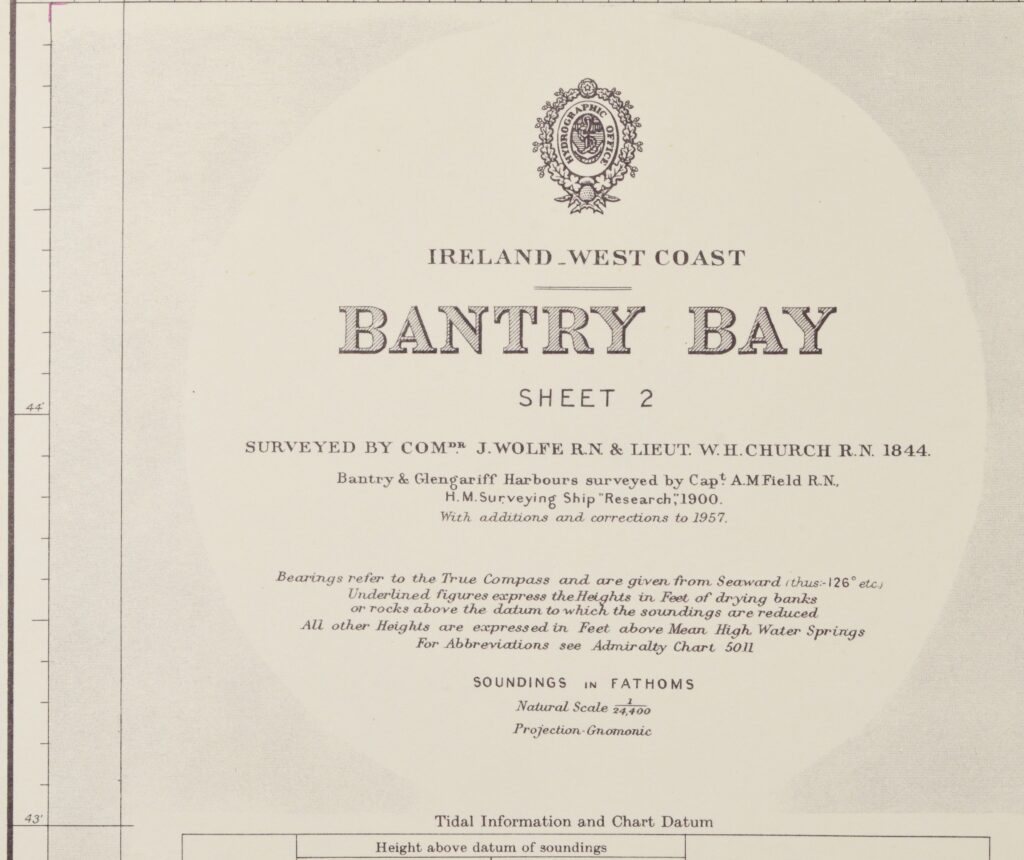 HYDROGRAPHIC OFFICE
IRELAND_WEST COAST
BANTRY BAY
SHEET 2
SURVEYED BY COMDR. J. WOLFE R.N. & LIEUT. W. H. CHURCH R.N. 1844.
Bantry & Glengariff Harbours surveyed by Capt. A.M Field R.N.,
H.M. Surveying Ship "Research", 1900.
With additions and corrections to 1957.
Bearings refer to the True Compass and are given from Seaward (thus:-126° etc.)
Underlined figures express the Heights in Feet of drying banks
or rocks above the datum to which the soundings are reduced
All other Heights are expressed in Feet above Mean High Water Springs
For Abbreviations see Admiralty Chart 5011
SOUNDINGS IN FATHOMS
Natural Scale 1/24,400
Projection-Gnomonic
44'
43'
Tidal Information and Chart Datum
Height above datum of soundings